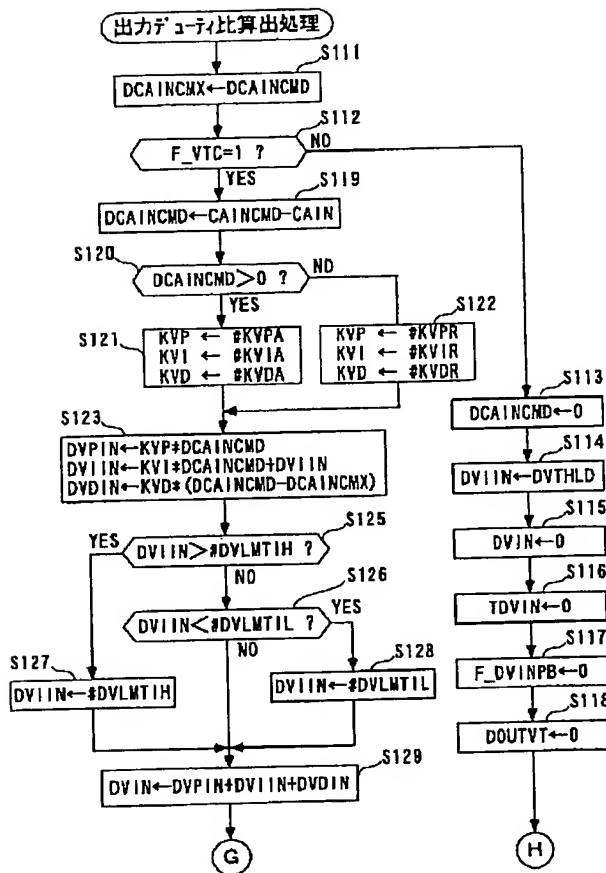 出力デューティ比算出処理
S111
DCAINCMX←DCAINCMD
S112
F_VTC=1 ?
NO
YES
S119
DCAINCMD←CAINCMD-CAIN
S120
DCAINCMD>0 ?
NO
YES
S121
KVP ← #KVPA
KVI ← #KVIA
KVD ← #KVDA
S122
KVP ← #KVPR
KVI ← #KVIR
KVD ← #KVDR
S123
DVPIN←KVP*DCAINCMD
DVIIN←KVI*DCAINCMD+DVIIN
DVDIN←KVD*(DCAINCMD-DCAINCMX)
S125
YES
DVIIN>#DVLMTIH ?
NO
S126
DVIIN<#DVLMTIL ?
YES
NO
S127
DVIIN←#DVLMTIH
S128
DVIIN←#DVLMTIL
S129
DVIN←DVPIN+DVIIN+DVDIN
G
S113
DCAINCMD←0
S114
DVIIN←DVTHLD
S115
DVIN←0
S116
TDVIN←0
S117
F_DVINPB←0
S118
DOUTVT←0
H